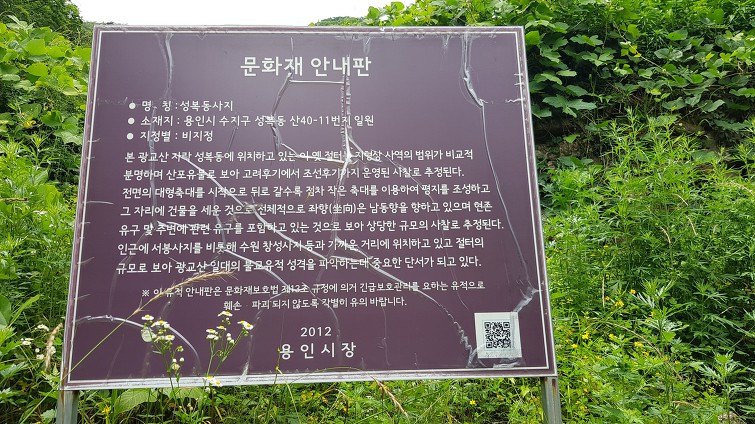 문화재 안내판
● 명 - 칭 : 성복동사지
● 소재지 : 용인시 수지구 성복동 산40-11번지 일원
● 지정별 : 비지정
본 광교산 자락 성복동에 위치하고 있는 이 옛 절터는 지형상 사역의 범위가 비교적
분명하며 산포유물로 보아 고려후기에서 조선후기까지 운영된 사찰로 추정된다.
전면의 대형축대를 시작으로 뒤로 갈수록 점차 작은 축대를 이용하여 평지를 조성하고
그 자리에 건물을 세운 것으로 전체적으로 좌향(坐向)은 남동향을 향하고 있으며 현존
유구 및 주변에 관련 유구를 포함하고 있는 것으로 보아 상당한 규모의 사찰로 추정된다.
인근에 서봉사지를 비롯해 수원 창성사지 등과 가까운 거리에 위치하고 있고 절터의
규모로 보아 광교산 일대의 불교유적 성격을 파악하는데 중요한 단서가 되고 있다.
※ 이 유적 안내판은 문화재보호법 제13조 규정에 의거 긴급보호관리를 요하는 유적으로
훼손 파괴 되지 않도록 각별히 유의 바랍니다.
2012
용인시장